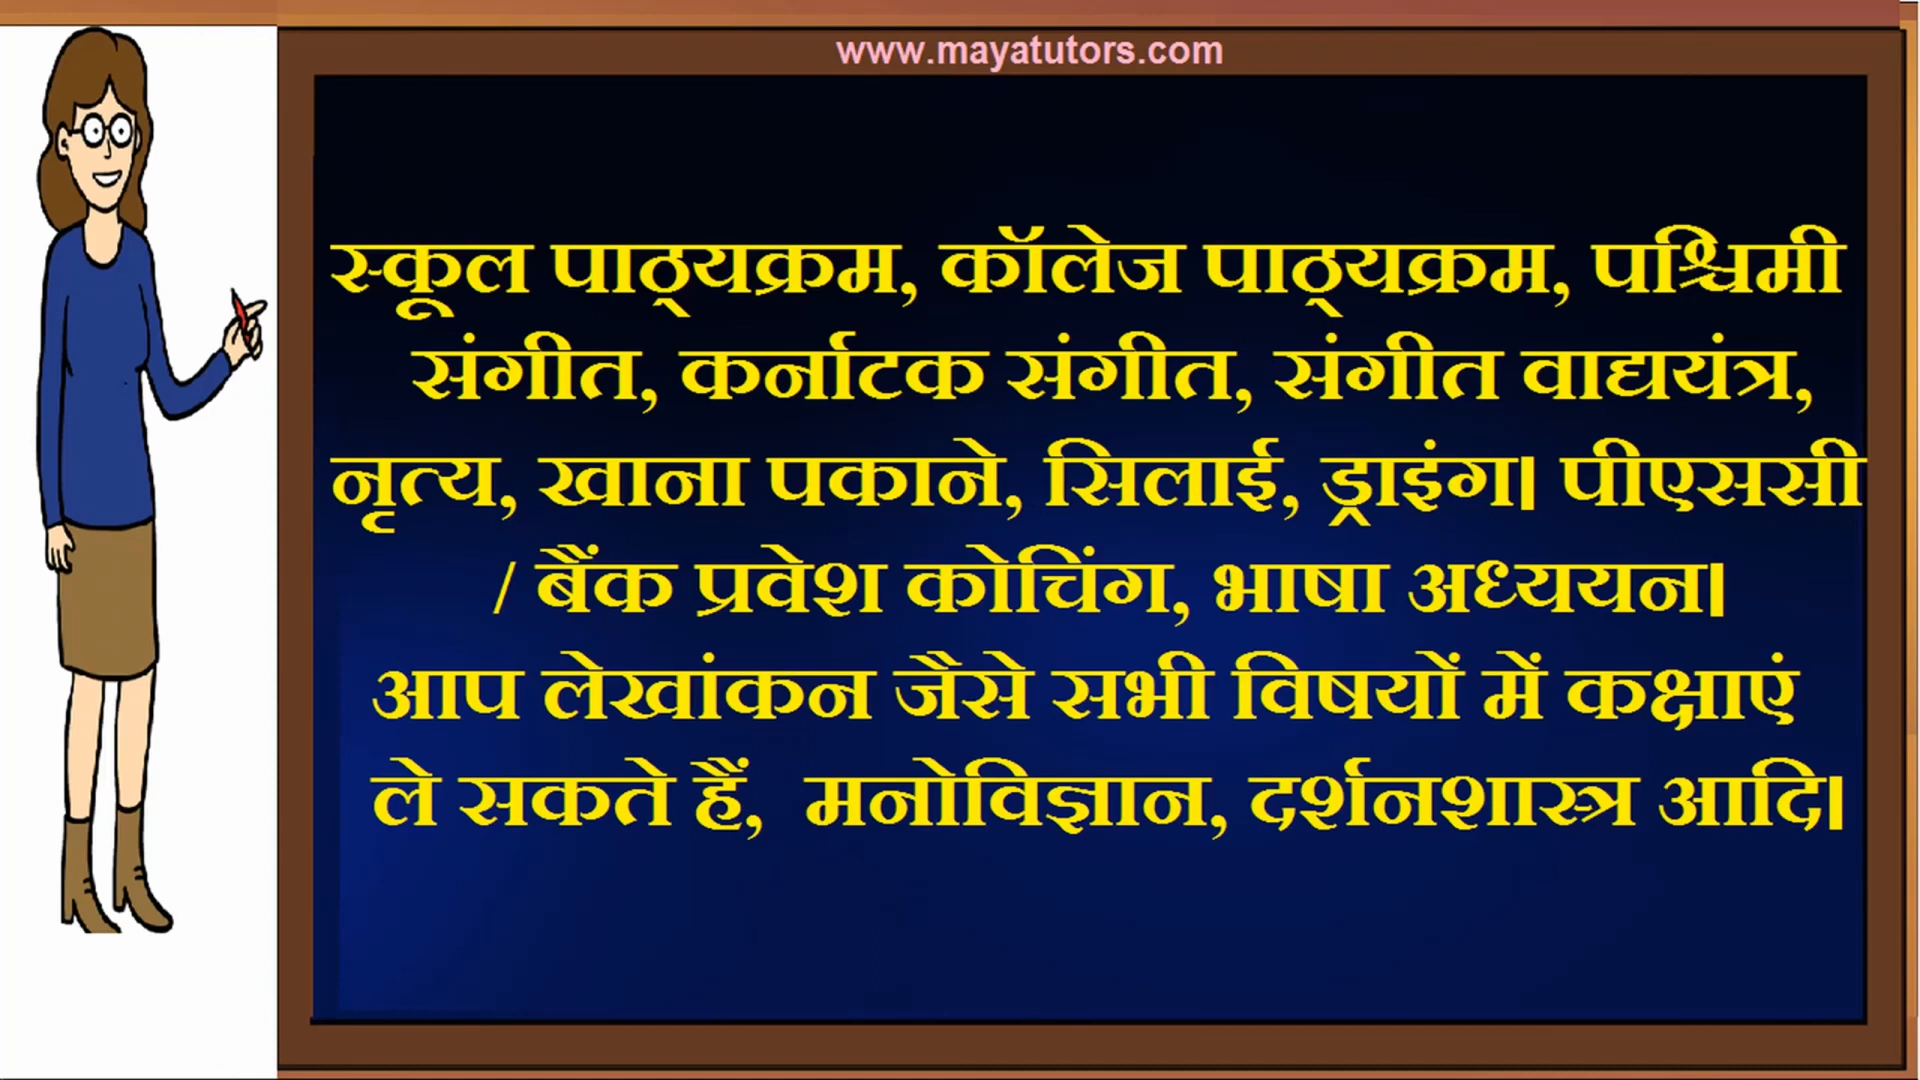 www.mayatutors.com
स्कूल पाठ्यक्रम, कॉलेज पाठ्यक्रम, पश्चिमी
संगीत, कर्नाटक संगीत, संगीत वाद्ययंत्र,
नृत्य, खाना पकाने, सिलाई, ड्राइंग। पीएससी
/ बैंक प्रवेश कोचिंग, भाषा अध्ययन।
आप लेखांकन जैसे सभी विषयों में कक्षाएं
ले सकते हैं, मनोविज्ञान, दर्शनशास्त्र आदि।